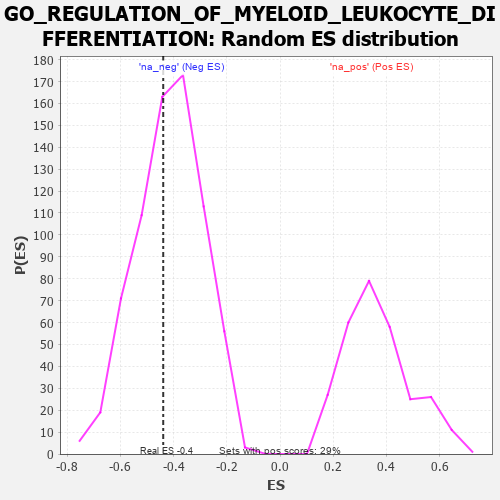 GO_REGULATION_OF_MYELOID_LEUKOCYTE_DI
FFERENTIATION: Random ES distribution
'na_neg' (Neg ES)
'na_pos' (Pos ES)
180
170
160
150
140
130
120
110
100
90
80
70
60
50
40
30
20
10
0
P(ES)
Real ES -0.4
Sets with pos scores: 29%
-0.8 -0.6 -0.4 -0.2 0.0 0.2 0.4 0.6
ES